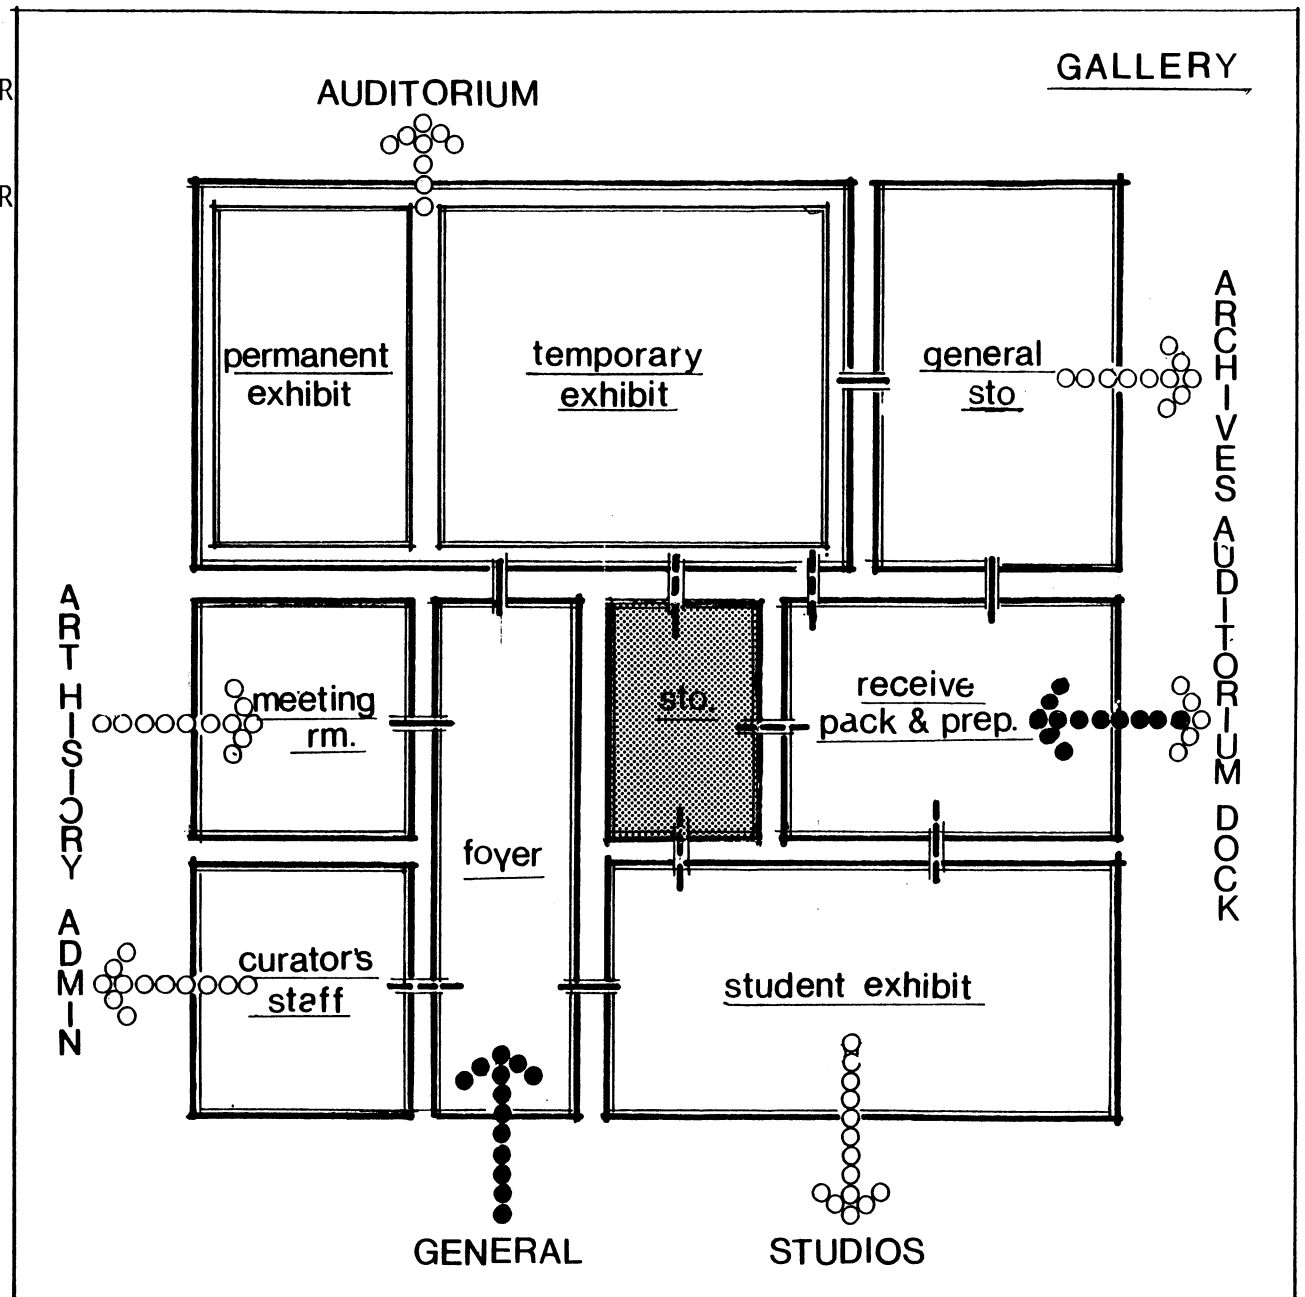 GALLERY
R
AUDITORIUM
R
permanent
exhibit
temporary
exhibit
general
sto
ARCHIVES AUDITORIUM DOCK
ART HISTORY ADMIN
meeting
rm.
sto.
receive
pack & prep.
foyer
curator's
staff
student exhibit
GENERAL
STUDIOS